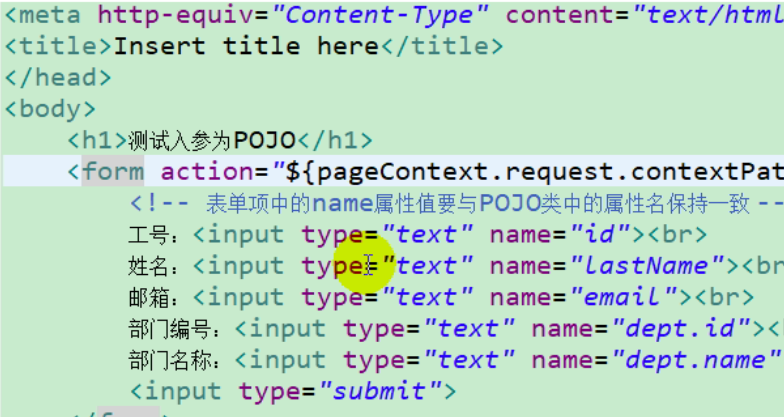 <meta http-equiv="Content-Type" content="text/html
<title>Insert title here</title>
</head>
<body>
<h1>测试入参为POJO</h1>
<form action="${pageContext.request.contextPat
<!-- 表单项中的name属性值要与POJO类中的属性名保持一致 --
工号：<input type="text" name="id"><br>
姓名：<input type="text" name="lastName"><br
邮箱：<input type="text" name="email"><br>
部门编号：<input type="text" name="dept.id"><
部门名称：<input type="text" name="dept.name"
<input type="submit">
</form>